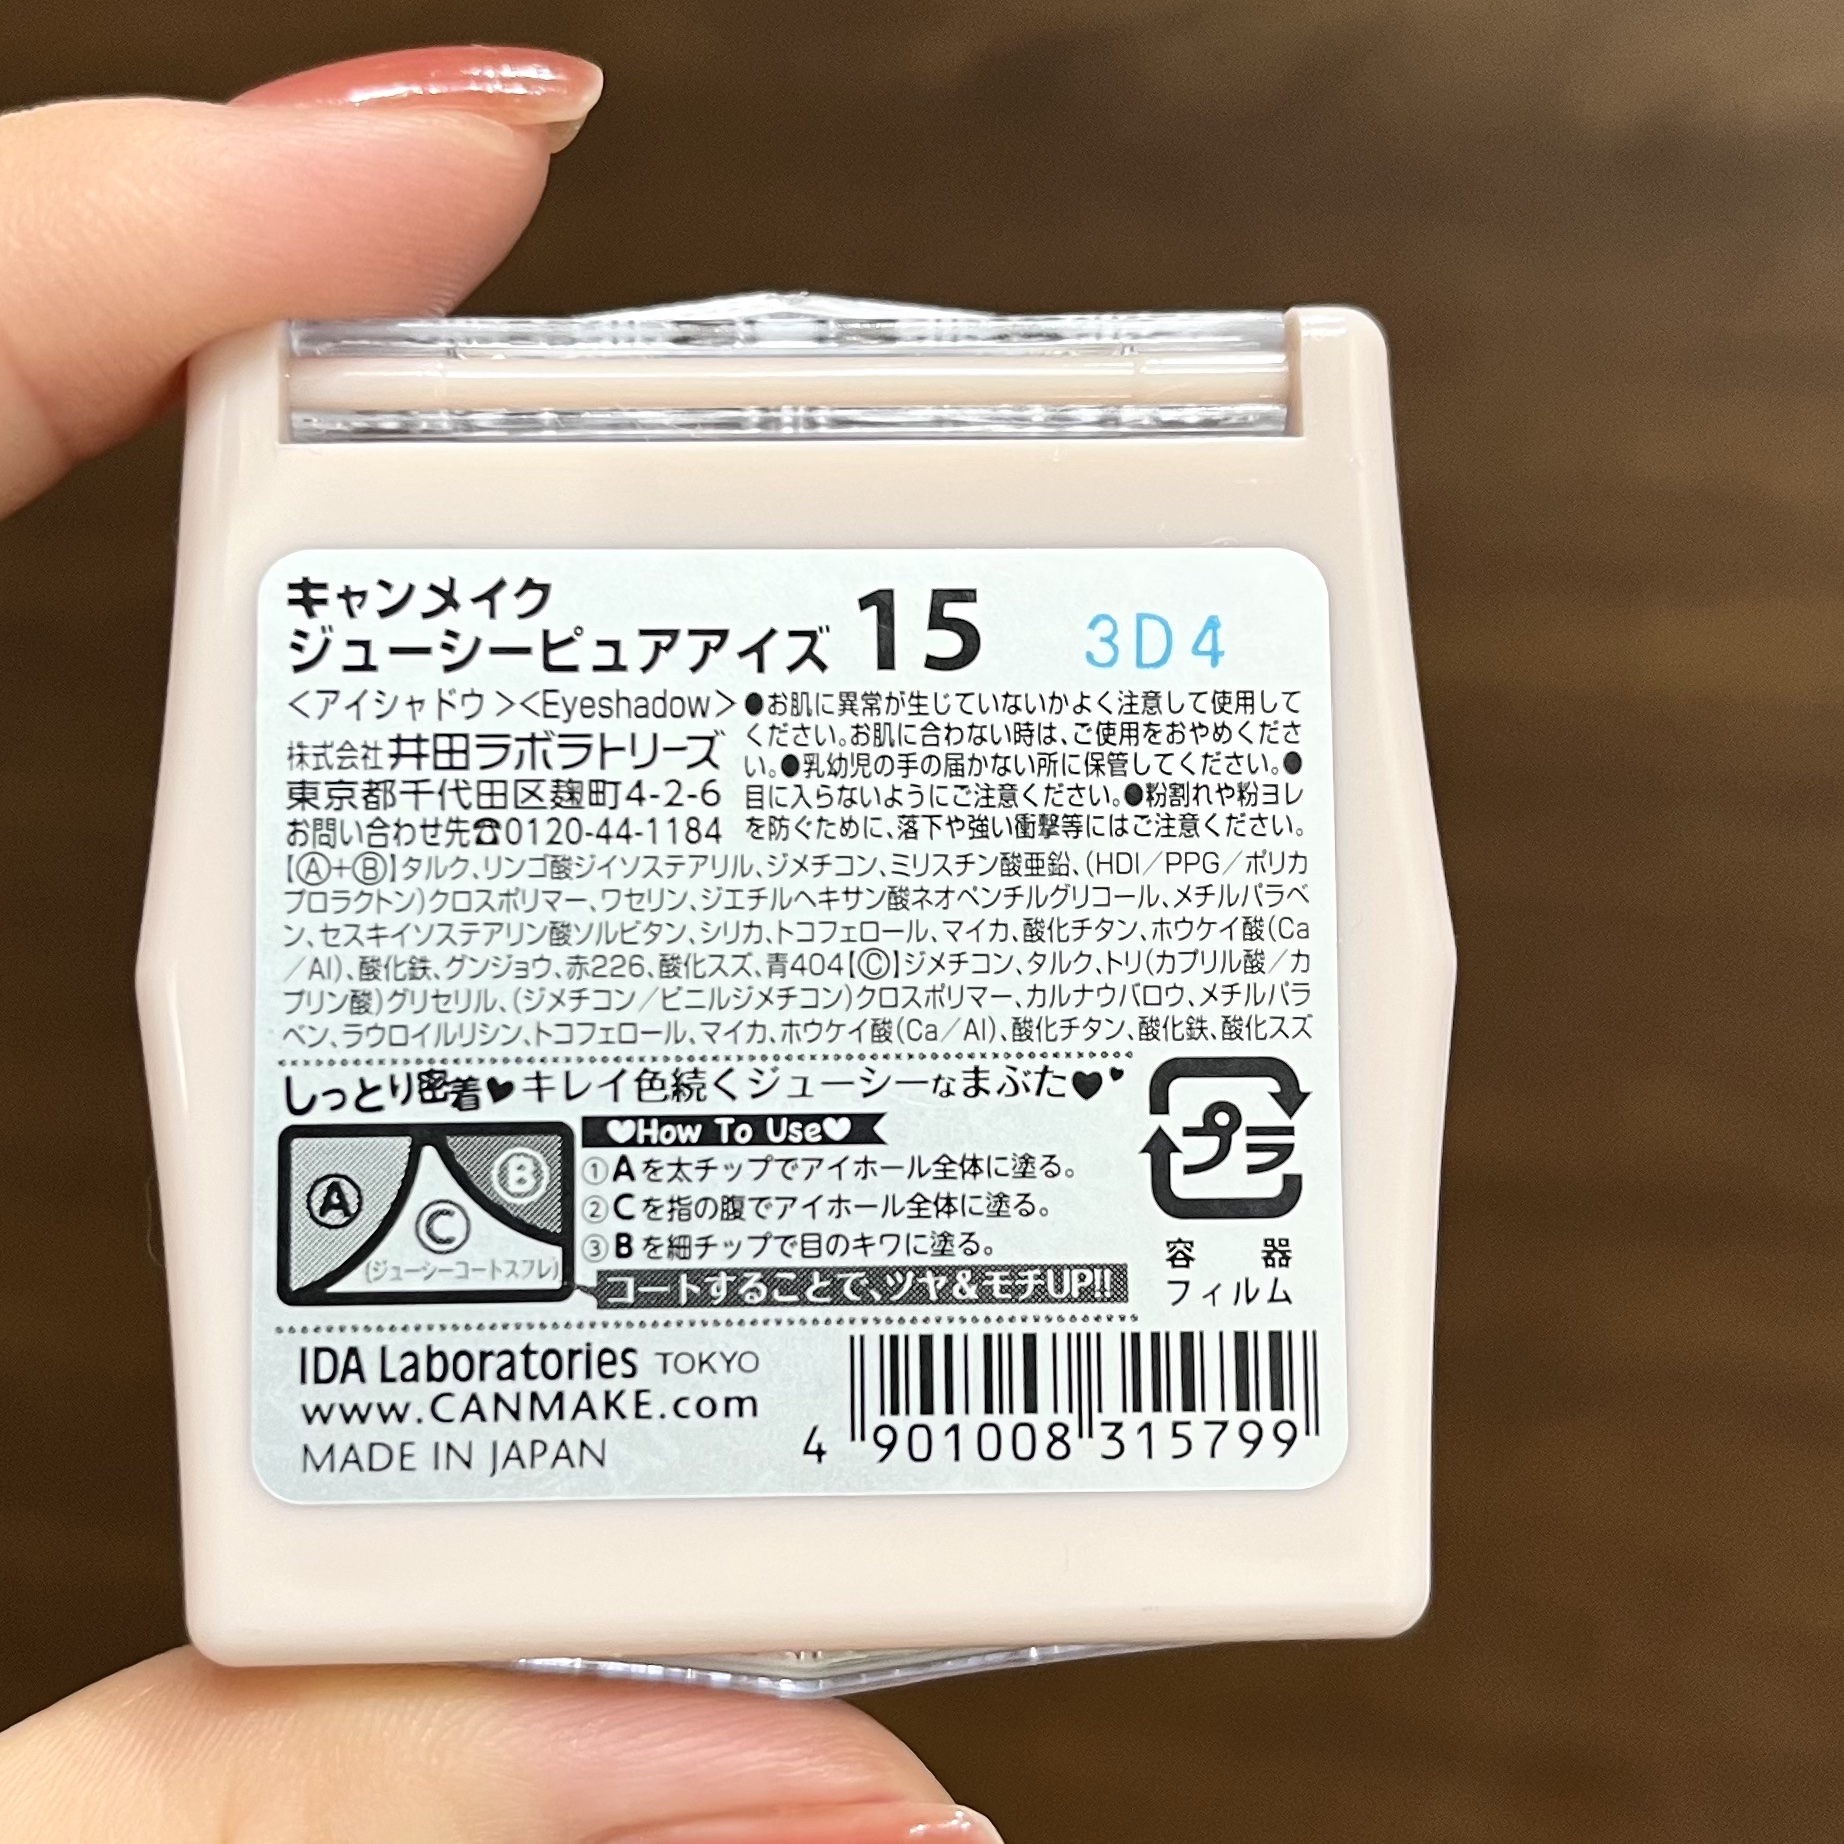 キャンメイク
ジューシーピュアアイズ 15 3D4
＜アイシャドウ＞＜Eyeshadow＞
株式会社 井田ラボラトリーズ
東京都千代田区麹町4-2-6
お問い合わせ先☎0120-44-1184
●お肌に異常が生じていないかよく注意して使用して
ください。お肌に合わない時は、ご使用をおやめくださ
い。●乳幼児の手の届かない所に保管してください。●
目に入らないようにご注意ください。●粉割れや粉ヨレ
を防ぐために、落下や強い衝撃等にはご注意ください。
【Ⓐ+Ⓑ】タルク、リンゴ酸ジイソステアリル、ジメチコン、ミリスチン酸亜鉛、(HDI／PPG／ポリカ
プロラクトン)クロスポリマー、ワセリン、ジエチルヘキサン酸ネオペンチルグリコール、メチルパラベ
ン、セスキイソステアリン酸ソルビタン、シリカ、トコフェロール、マイカ、酸化チタン、ホウケイ酸(Ca
／Al)、酸化鉄、グンジョウ、赤226、酸化スズ、青404【Ⓒ】ジメチコン、タルク、トリ(カプリル酸／カ
プリン酸)グリセリル、(ジメチコン／ビニルジメチコン)クロスポリマー、カルナウバロウ、メチルパラ
ベン、ラウロイルリシン、トコフェロール、マイカ、ホウケイ酸(Ca／Al)、酸化チタン、酸化鉄、酸化スズ
しっとり密着♥キレイ色続くジューシーなまぶた♥♥
Ⓐ
Ⓑ
Ⓒ
(ジューシーコートスフレ)
♥How To Use♥
①Aを太チップでアイホール全体に塗る。
②Cを指の腹でアイホール全体に塗る。
③Bを細チップで目のキワに塗る。
コートすることで、ツヤ&モチUP!!
プラ
容器
フィルム
IDA Laboratories TOKYO
www.CANMAKE.com
MADE IN JAPAN
4 901008 315799